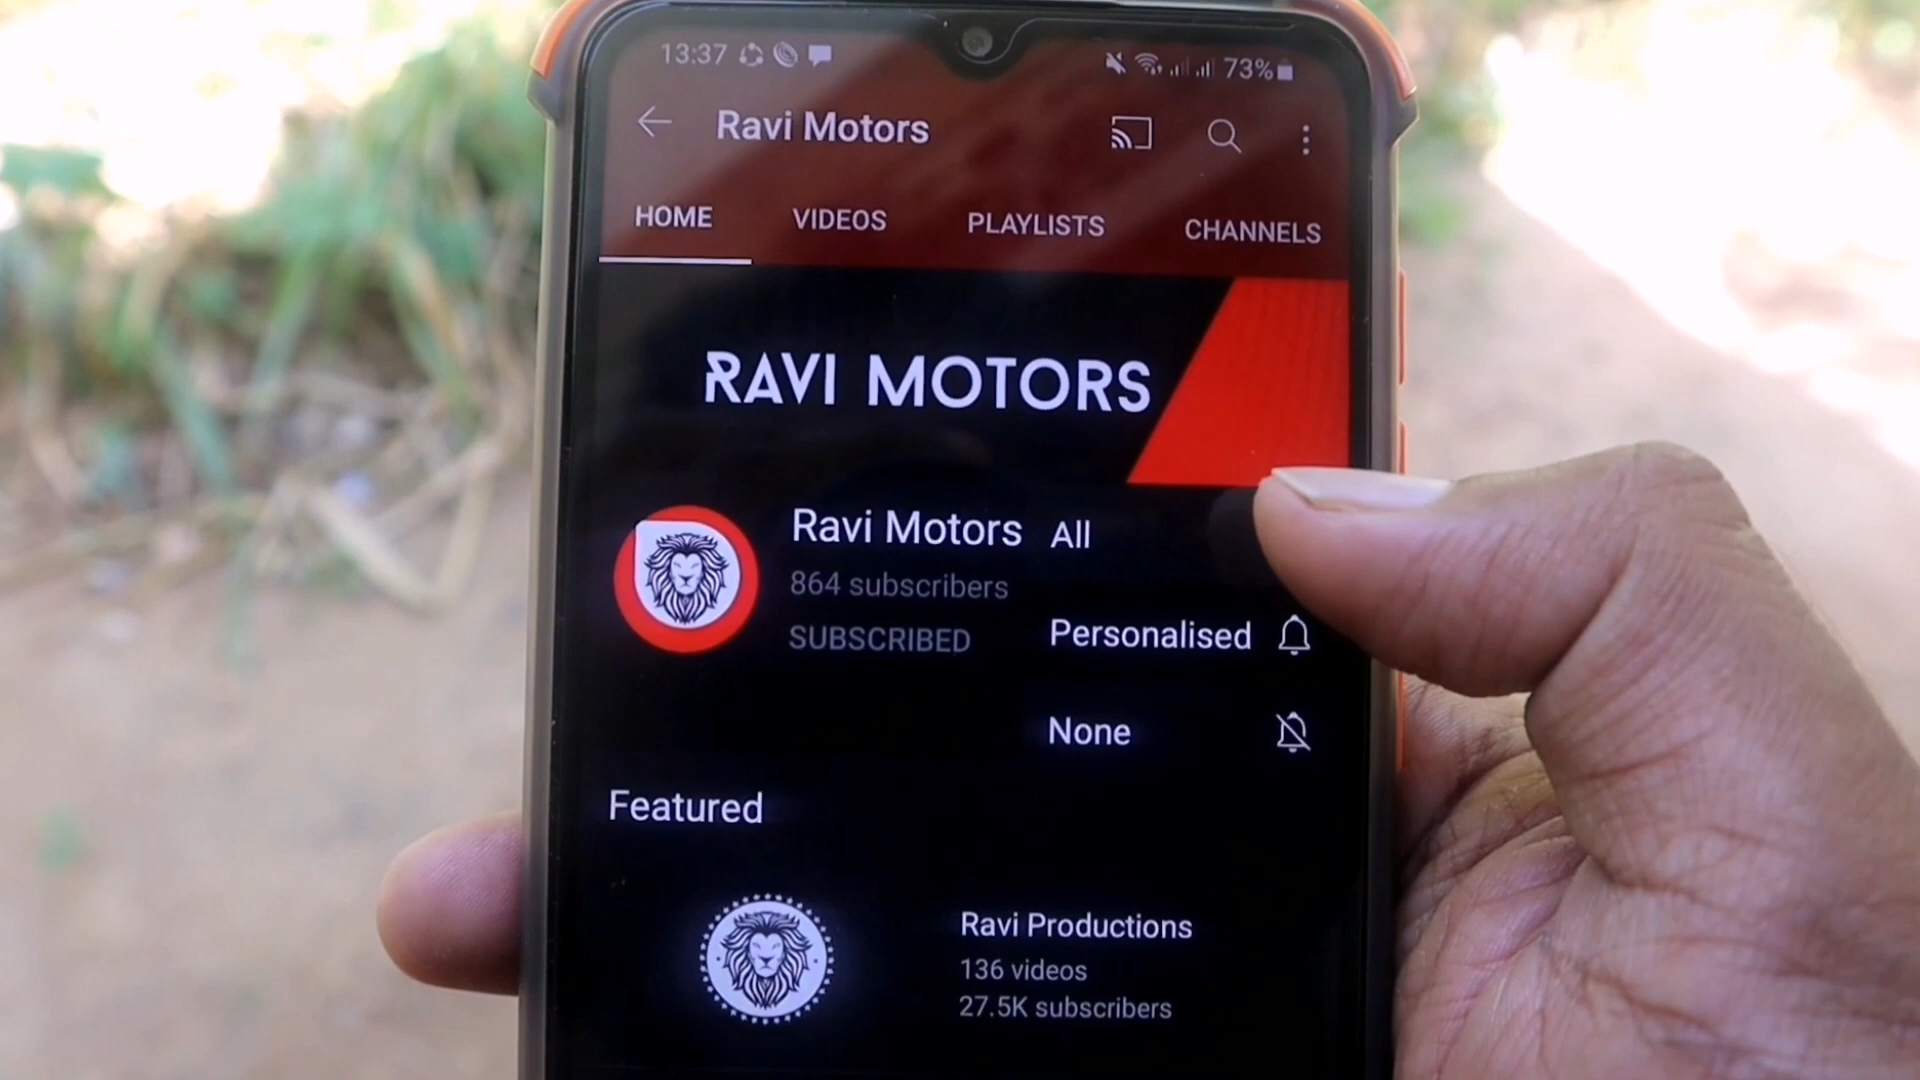 13:37
73%
Ravi Motors
HOME VIDEOS PLAYLISTS CHANNELS
RAVI MOTORS
Ravi Motors
864 subscribers
SUBSCRIBED
All
Personalised
None
Featured
Ravi Productions
136 videos
27.5K subscribers